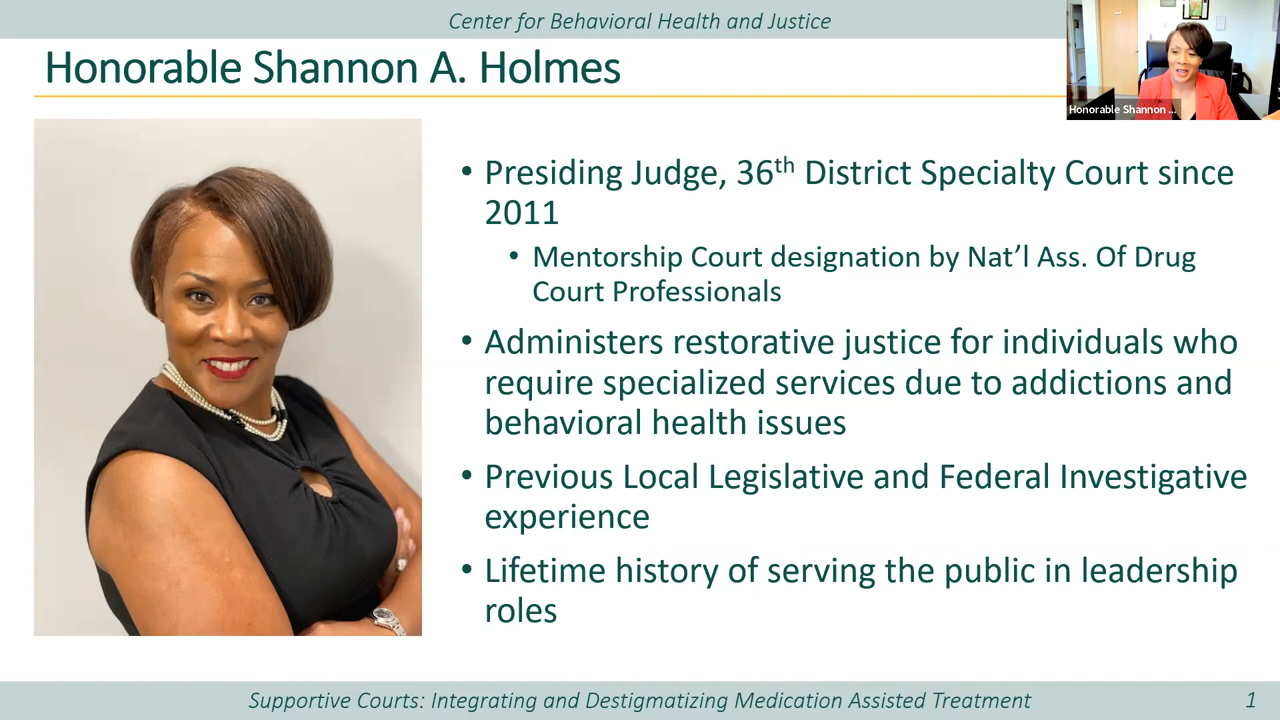 Center for Behavioral Health and Justice
Honorable Shannon A. Holmes
Honorable Shannon ...
• Presiding Judge, 36th District Specialty Court since
2011
• Mentorship Court designation by Nat’l Ass. Of Drug
Court Professionals
• Administers restorative justice for individuals who
require specialized services due to addictions and
behavioral health issues
• Previous Local Legislative and Federal Investigative
experience
• Lifetime history of serving the public in leadership
roles
Supportive Courts: Integrating and Destigmatizing Medication Assisted Treatment
1